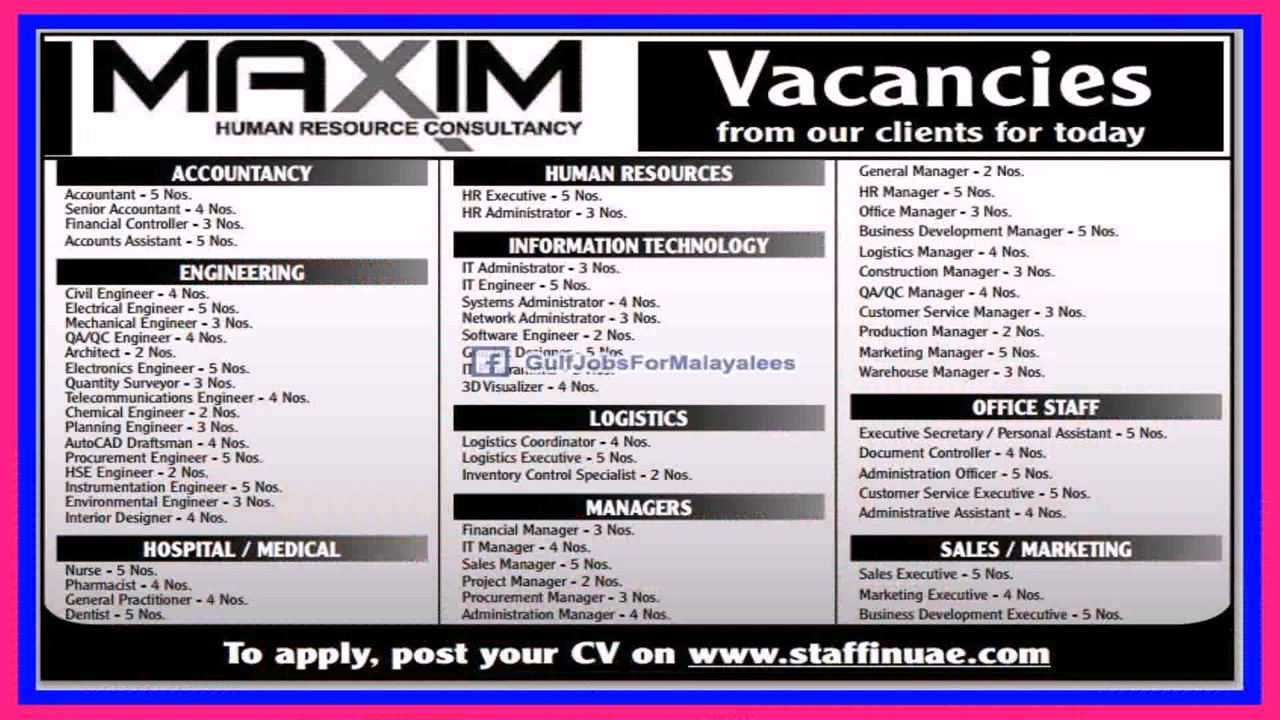 MAXIM
HUMAN RESOURCE CONSULTANCY
Vacancies
from our clients for today
ACCOUNTANCY
Accountant - 5 Nos.
Senior Accountant - 4 Nos.
Financial Controller - 3 Nos.
Accounts Assistant - 5 Nos.
ENGINEERING
Civil Engineer - 4 Nos.
Electrical Engineer - 5 Nos.
Mechanical Engineer - 3 Nos.
QA/QC Engineer - 4 Nos.
Architect - 2 Nos.
Electronics Engineer - 5 Nos.
Quantity Surveyor - 3 Nos.
Telecommunications Engineer - 4 Nos.
Chemical Engineer - 2 Nos.
Planning Engineer - 3 Nos.
AutoCAD Draftsman - 4 Nos.
Procurement Engineer - 5 Nos.
HSE Engineer - 2 Nos.
Instrumentation Engineer - 5 Nos.
Environmental Engineer - 3 Nos.
Interior Designer - 4 Nos.
HOSPITAL / MEDICAL
Nurse - 5 Nos.
Pharmacist - 4 Nos.
General Practitioner - 4 Nos.
Dentist - 5 Nos.
HUMAN RESOURCES
HR Executive - 5 Nos.
HR Administrator - 3 Nos.
INFORMATION TECHNOLOGY
IT Administrator - 3 Nos.
IT Engineer - 5 Nos.
Systems Administrator - 4 Nos.
Network Administrator - 3 Nos.
Software Engineer - 2 Nos.
Designer - 5 Nos.
GulfJobsForMalayalees
3D Visualizer - 4 Nos.
LOGISTICS
Logistics Coordinator - 4 Nos.
Logistics Executive - 5 Nos.
Inventory Control Specialist - 2 Nos.
MANAGERS
Financial Manager - 3 Nos.
IT Manager - 4 Nos.
Sales Manager - 5 Nos.
Project Manager - 2 Nos.
Procurement Manager - 3 Nos.
Administration Manager - 4 Nos.
General Manager - 2 Nos.
HR Manager - 5 Nos.
Office Manager - 3 Nos.
Business Development Manager - 5 Nos.
Logistics Manager - 4 Nos.
Construction Manager - 3 Nos.
QA/QC Manager - 4 Nos.
Customer Service Manager - 3 Nos.
Production Manager - 2 Nos.
Marketing Manager - 5 Nos.
Warehouse Manager - 3 Nos.
OFFICE STAFF
Executive Secretary / Personal Assistant - 5 Nos.
Document Controller - 4 Nos.
Administration Officer - 5 Nos.
Customer Service Executive - 5 Nos.
Administrative Assistant - 4 Nos.
SALES / MARKETING
Sales Executive - 5 Nos.
Marketing Executive - 4 Nos.
Business Development Executive - 5 Nos.
To apply, post your CV on www.staffinuae.com